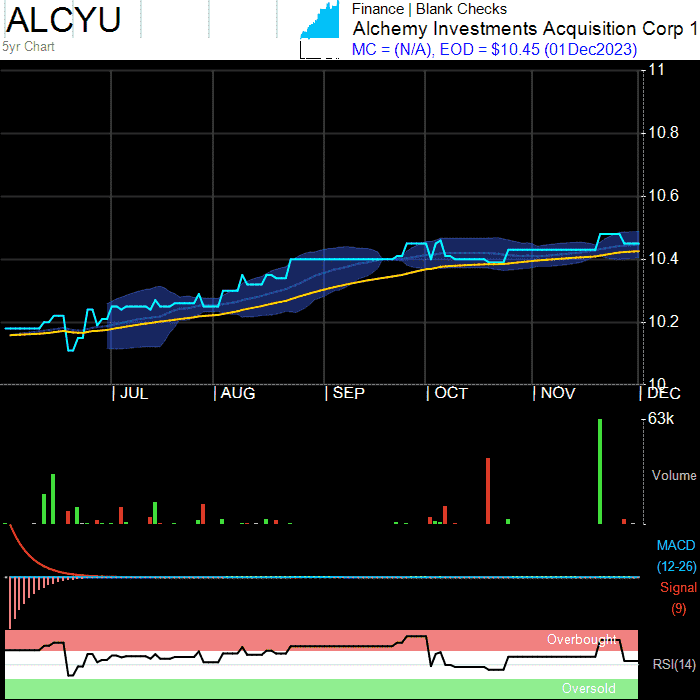 ALCYU
5yr Chart
Finance | Blank Checks
Alchemy Investments Acquisition Corp 1
MC = (N/A), EOD = $10.45 (01Dec2023)
11
10.8
10.6
10.4
10.2
10
JUL AUG SEP OCT NOV DEC
63k
Volume
MACD
(12-26)
Signal
(9)
Overbought
RSI(14)
Oversold